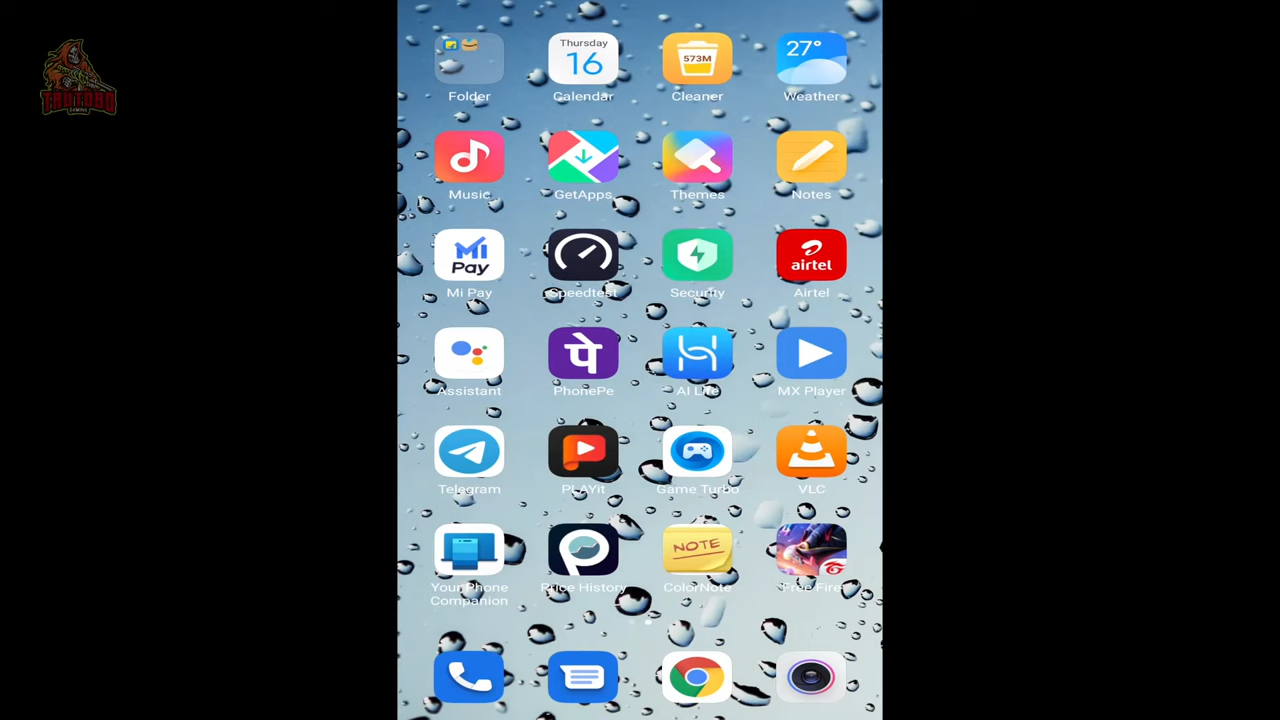 Thursday
16
573M
27°
Folder
Calendar
Cleaner
Weather
TRUTORQ
GAMING
Music
GetApps
Themes
Notes
Mi
Pay
airtel
Mi Pay
Speedtest
Security
Airtel
पे
Assistant
PhonePe
AI Life
MX Player
Telegram
PLAYit
Game Turbo
VLC
NOTE
Your Phone
Companion
Price History
ColorNote
Free Fire